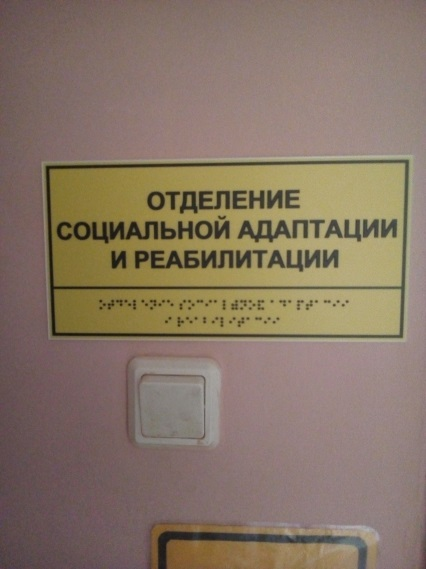 ОТДЕЛЕНИЕ
СОЦИАЛЬНОЙ АДАПТАЦИИ
И РЕАБИЛИТАЦИИ